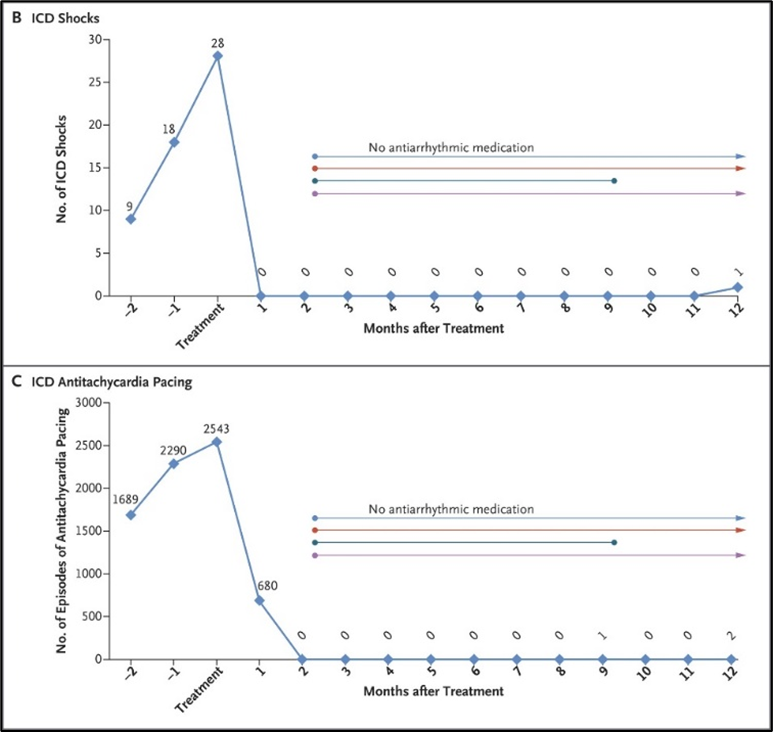 B ICD Shocks
30
25
20
15
10
5
0
No. of ICD Shocks
9
18
28
0 0 0 0 0 0 0 0 0 0 0 1
No antiarrhythmic medication
-2 -1 Treatment 1 2 3 4 5 6 7 8 9 10 11 12
Months after Treatment
C ICD Antitachycardia Pacing
3000
2500
2000
1500
1000
500
0
No. of Episodes of Antitachycardia Pacing
1689
2290
2543
680
0 0 0 0 0 0 0 1 0 0 2
No antiarrhythmic medication
-2 -1 Treatment 1 2 3 4 5 6 7 8 9 10 11 12
Months after Treatment